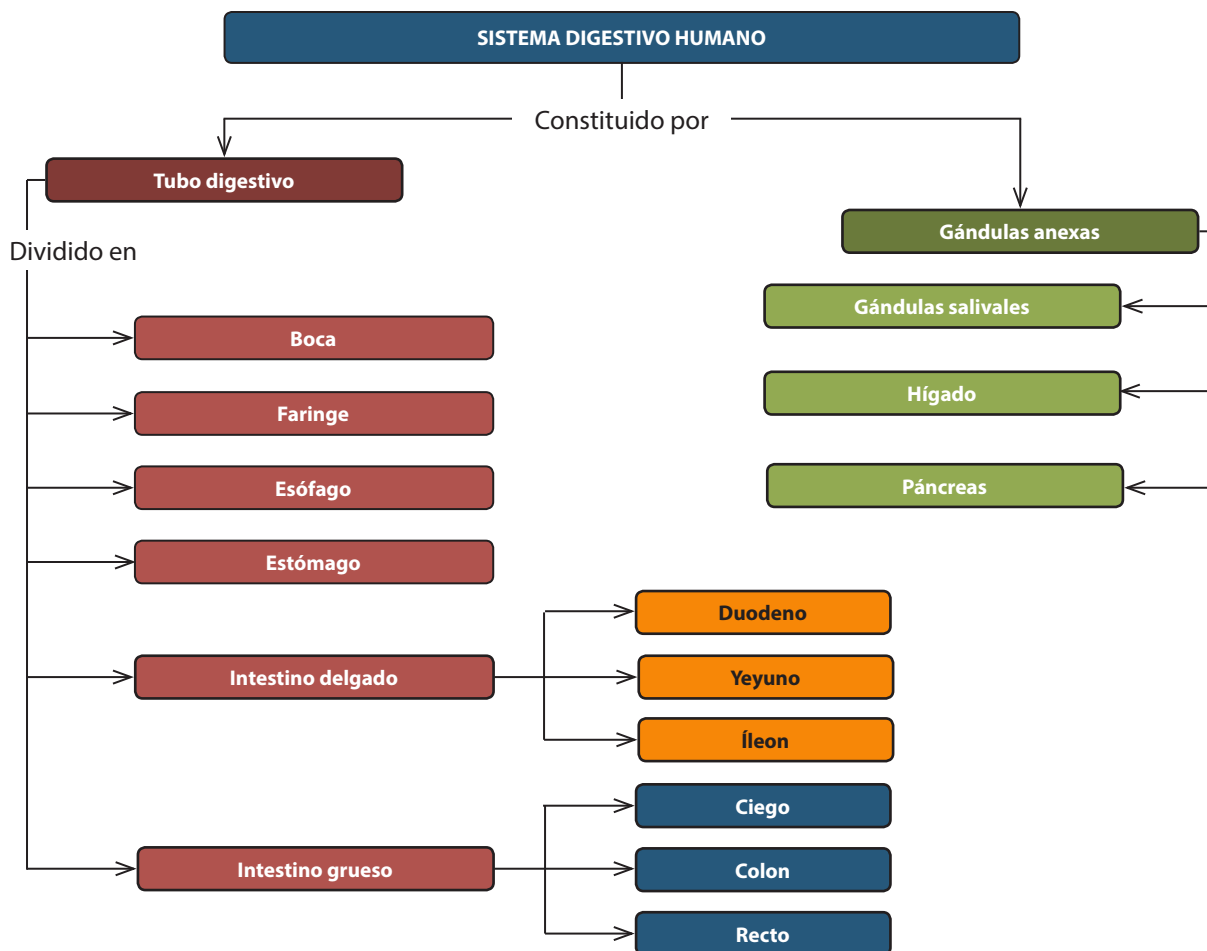 SISTEMA DIGESTIVO HUMANO
Constituido por
Tubo digestivo
Dividido en
Boca
Faringe
Esófago
Estómago
Intestino delgado
Duodeno
Yeyuno
Íleon
Intestino grueso
Ciego
Colon
Recto
Gándulas anexas
Gándulas salivales
Hígado
Páncreas